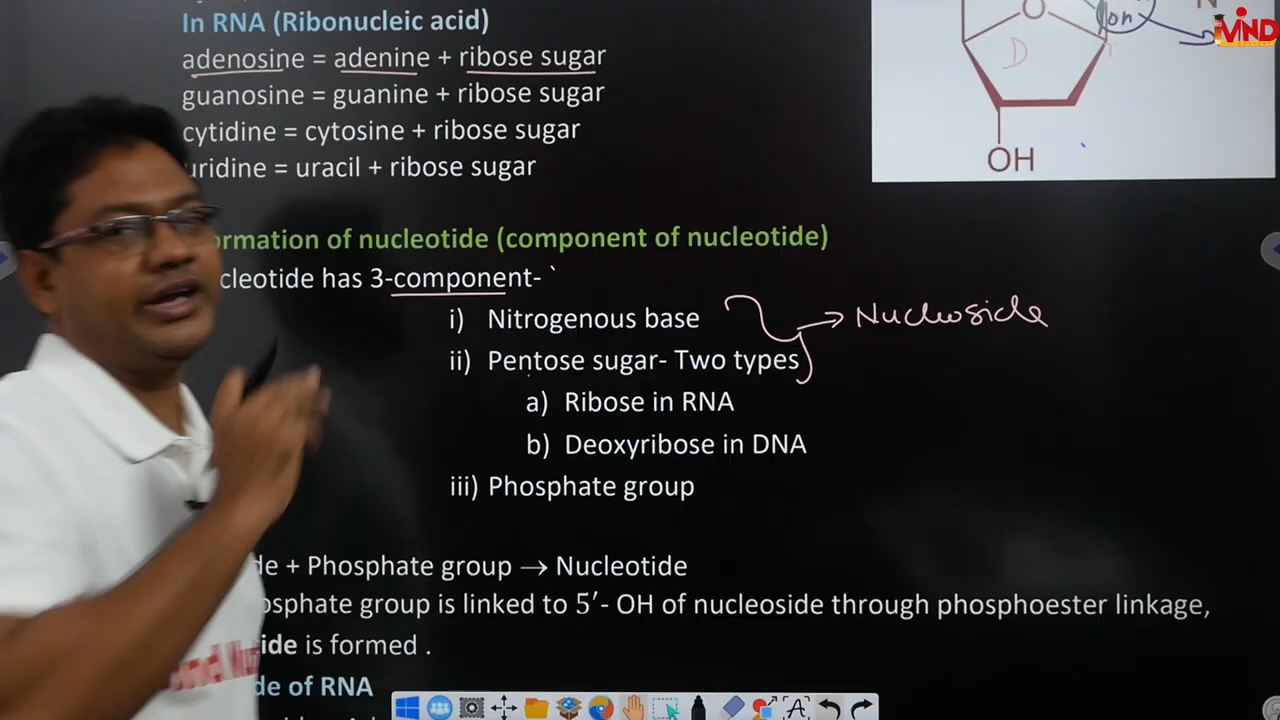 In RNA (Ribonucleic acid)
adenosine = adenine + ribose sugar
guanosine = guanine + ribose sugar
cytidine = cytosine + ribose sugar
uridine = uracil + ribose sugar
O
on
N
D
1'
OH
iVIND
ormation of nucleotide (component of nucleotide)
cleotide has 3-component- `
i) Nitrogenous base
ii) Pentose sugar- Two types
→ Nucleoside
a) Ribose in RNA
b) Deoxyribose in DNA
iii) Phosphate group
de + Phosphate group → Nucleotide
osphate group is linked to 5′- OH of nucleoside through phosphoester linkage,
ide is formed .
de of RNA
A